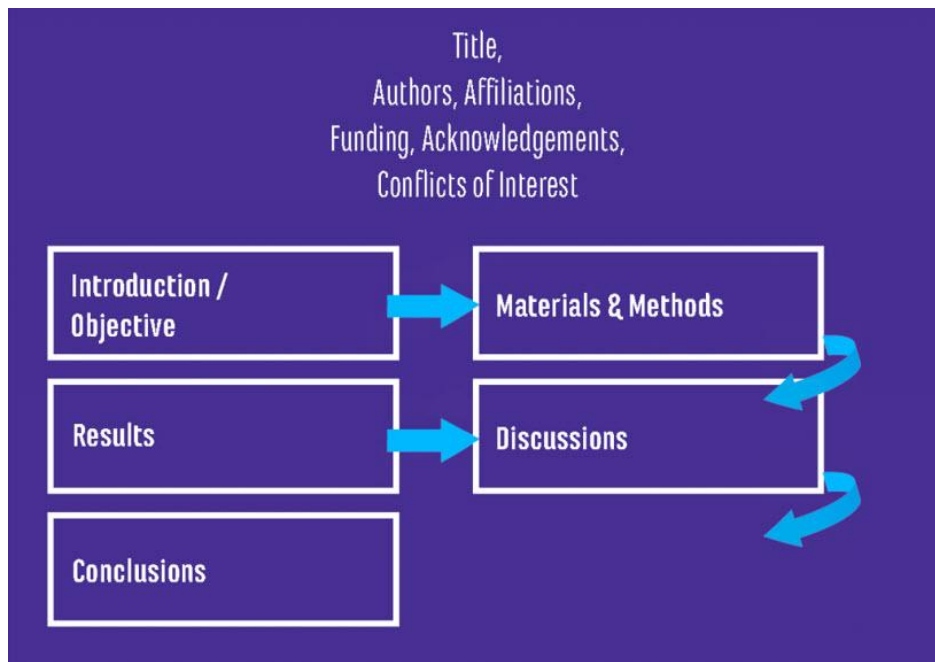 Title,
Authors, Affiliations,
Funding, Acknowledgements,
Conflicts of Interest
Introduction /
Objective
Materials & Methods
Results
Discussions
Conclusions